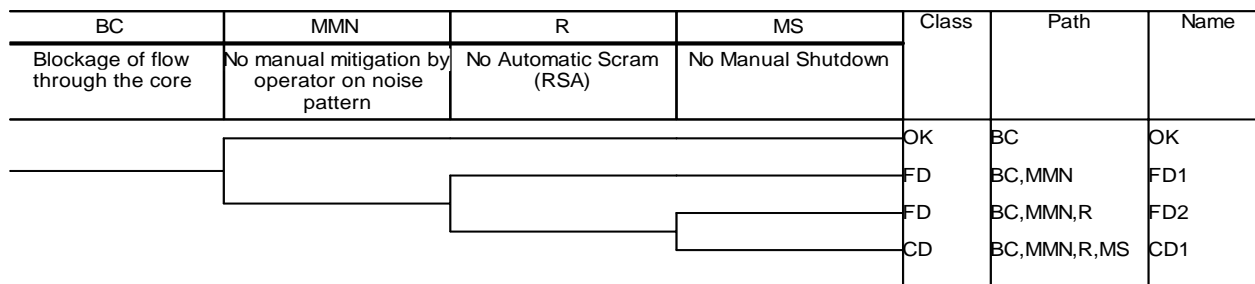 BC MMN R MS Class Path Name
Blockage of flow through the core
No manual mitigation by operator on noise pattern
No Automatic Scram (RSA)
No Manual Shutdown
OK BC OK
FD BC,MMN FD1
FD BC,MMN,R FD2
CD BC,MMN,R,MS CD1